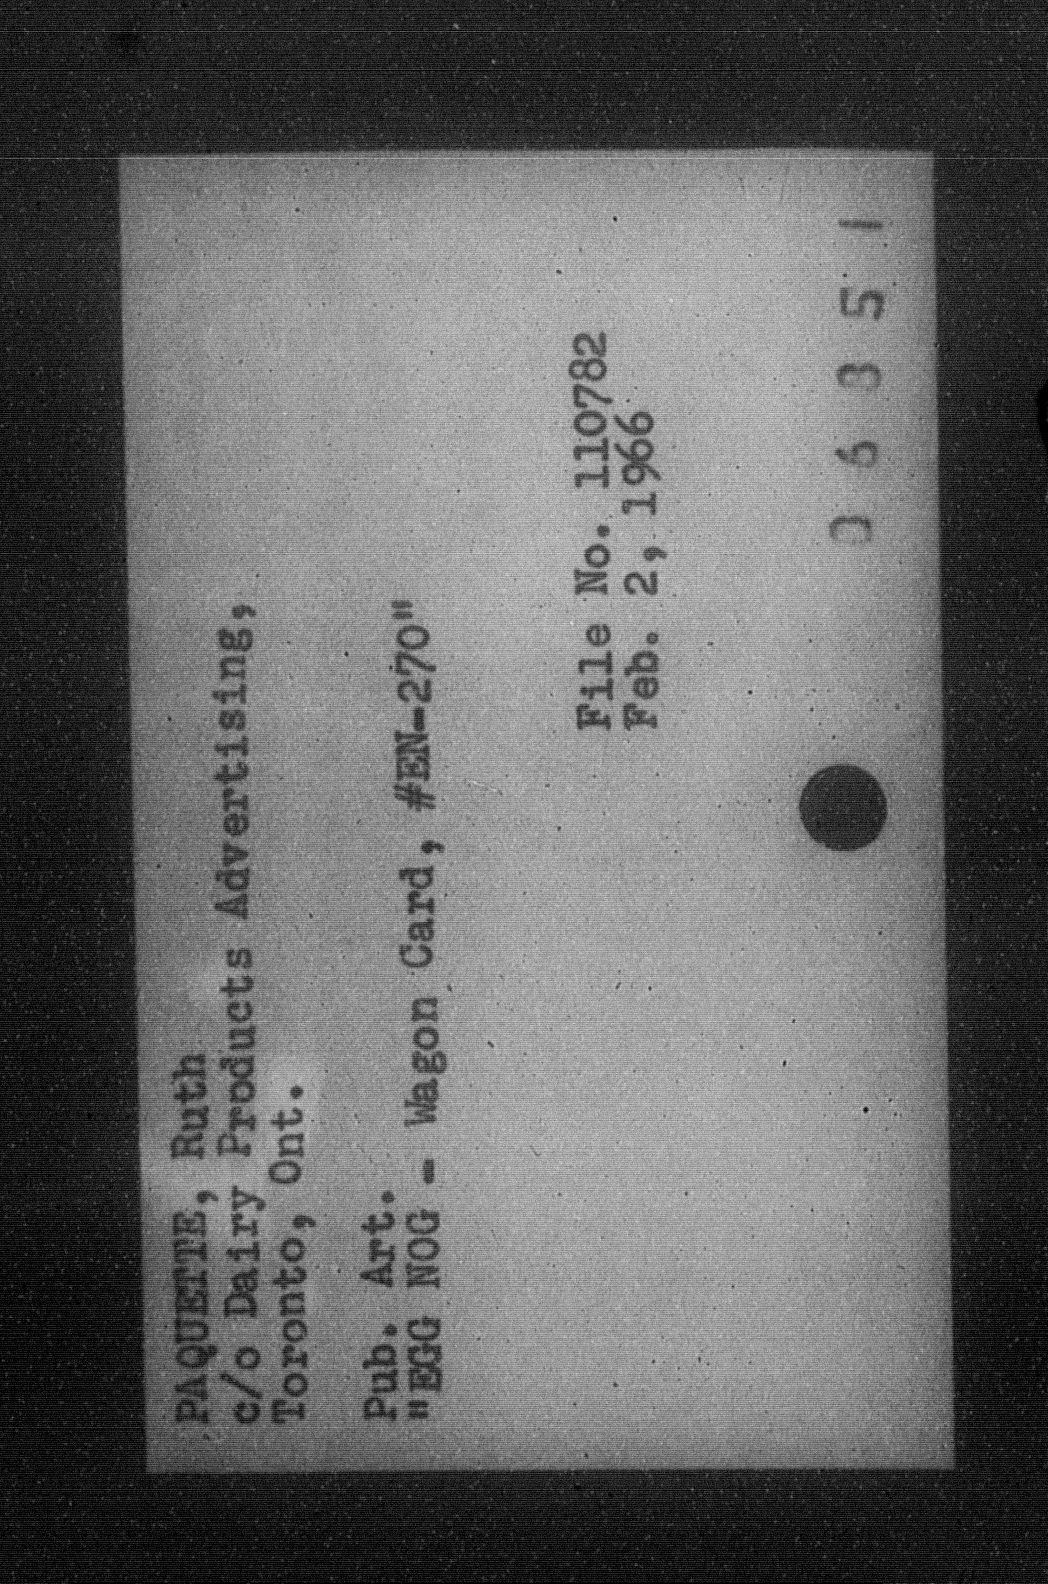 PAQUETTE, Ruth
c/o Dairy Products Advertising,
Toronto, Ont.
Pub. Art.
"EGG NOG - Wagon Card, #EN-270"
File No. 110782
Feb. 2, 1966
0 6 3 5 1